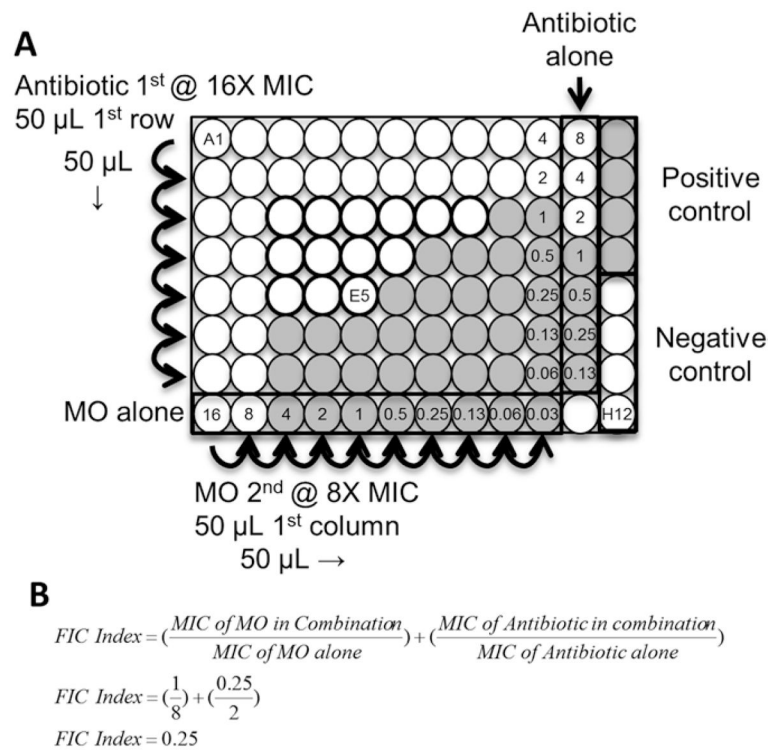 A
Antibiotic 1st @ 16X MIC
50 µL 1st row
50 µL
↓
Antibiotic
alone
A1 4 8
2 4
1 2
0.5 1
E5 0.25 0.5
0.13 0.25
0.06 0.13
MO alone 16 8 4 2 1 0.5 0.25 0.13 0.06 0.03 H12
Positive
control
Negative
control
MO 2nd @ 8X MIC
50 µL 1st column
50 µL →
B
FIC Index = (MIC of MO in Combination / MIC of MO alone) + (MIC of Antibiotic in combination / MIC of Antibiotic alone)
FIC Index = (1/8) + (0.25/2)
FIC Index = 0.25